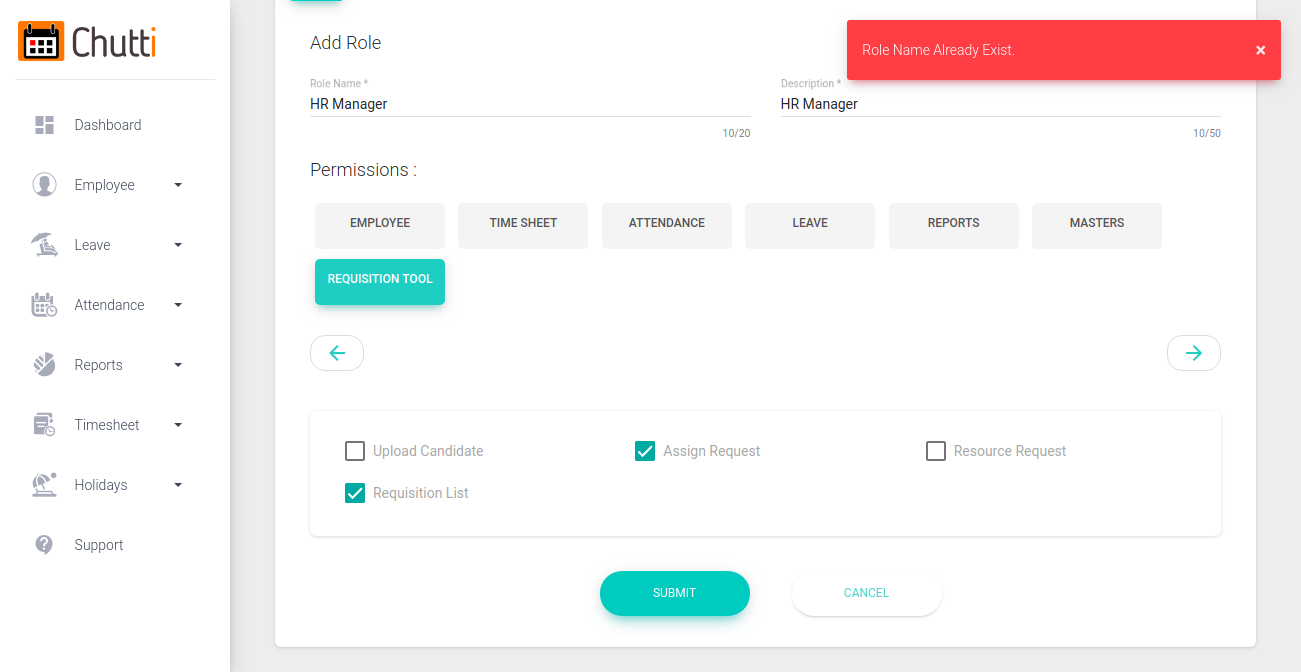 Chutti
Dashboard
Employee
Leave
Attendance
Reports
Timesheet
Holidays
Support
Role Name Already Exist. ×
Add Role
Role Name *
HR Manager
10/20
Description *
HR Manager
10/50
Permissions :
EMPLOYEE TIME SHEET ATTENDANCE LEAVE REPORTS MASTERS
REQUISITION TOOL
Upload Candidate Assign Request Resource Request
Requisition List
SUBMIT CANCEL